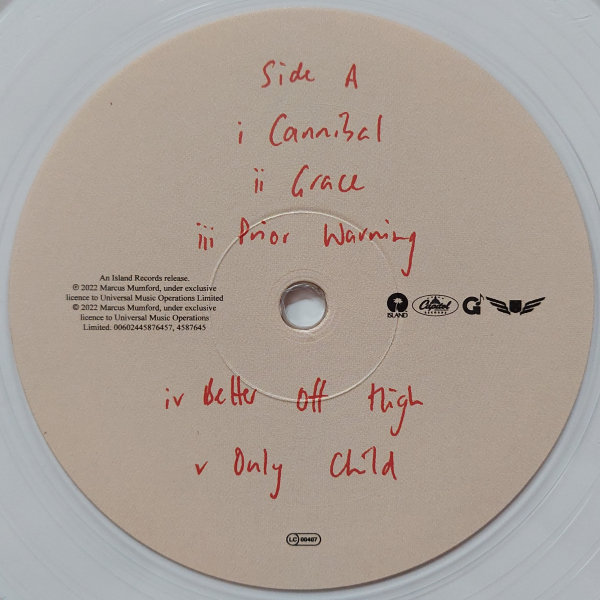 Side A
i Cannibal
ii Grace
iii Prior Warning
An Island Records release.
℗ 2022 Marcus Mumford, under exclusive
licence to Universal Music Operations Limited
© 2022 Marcus Mumford, under exclusive
licence to Universal Music Operations
Limited. 00602445876457, 4587645
ISLAND
Capitol
RECORDS
G
iv Better Off High
v Only Child
LC 00407